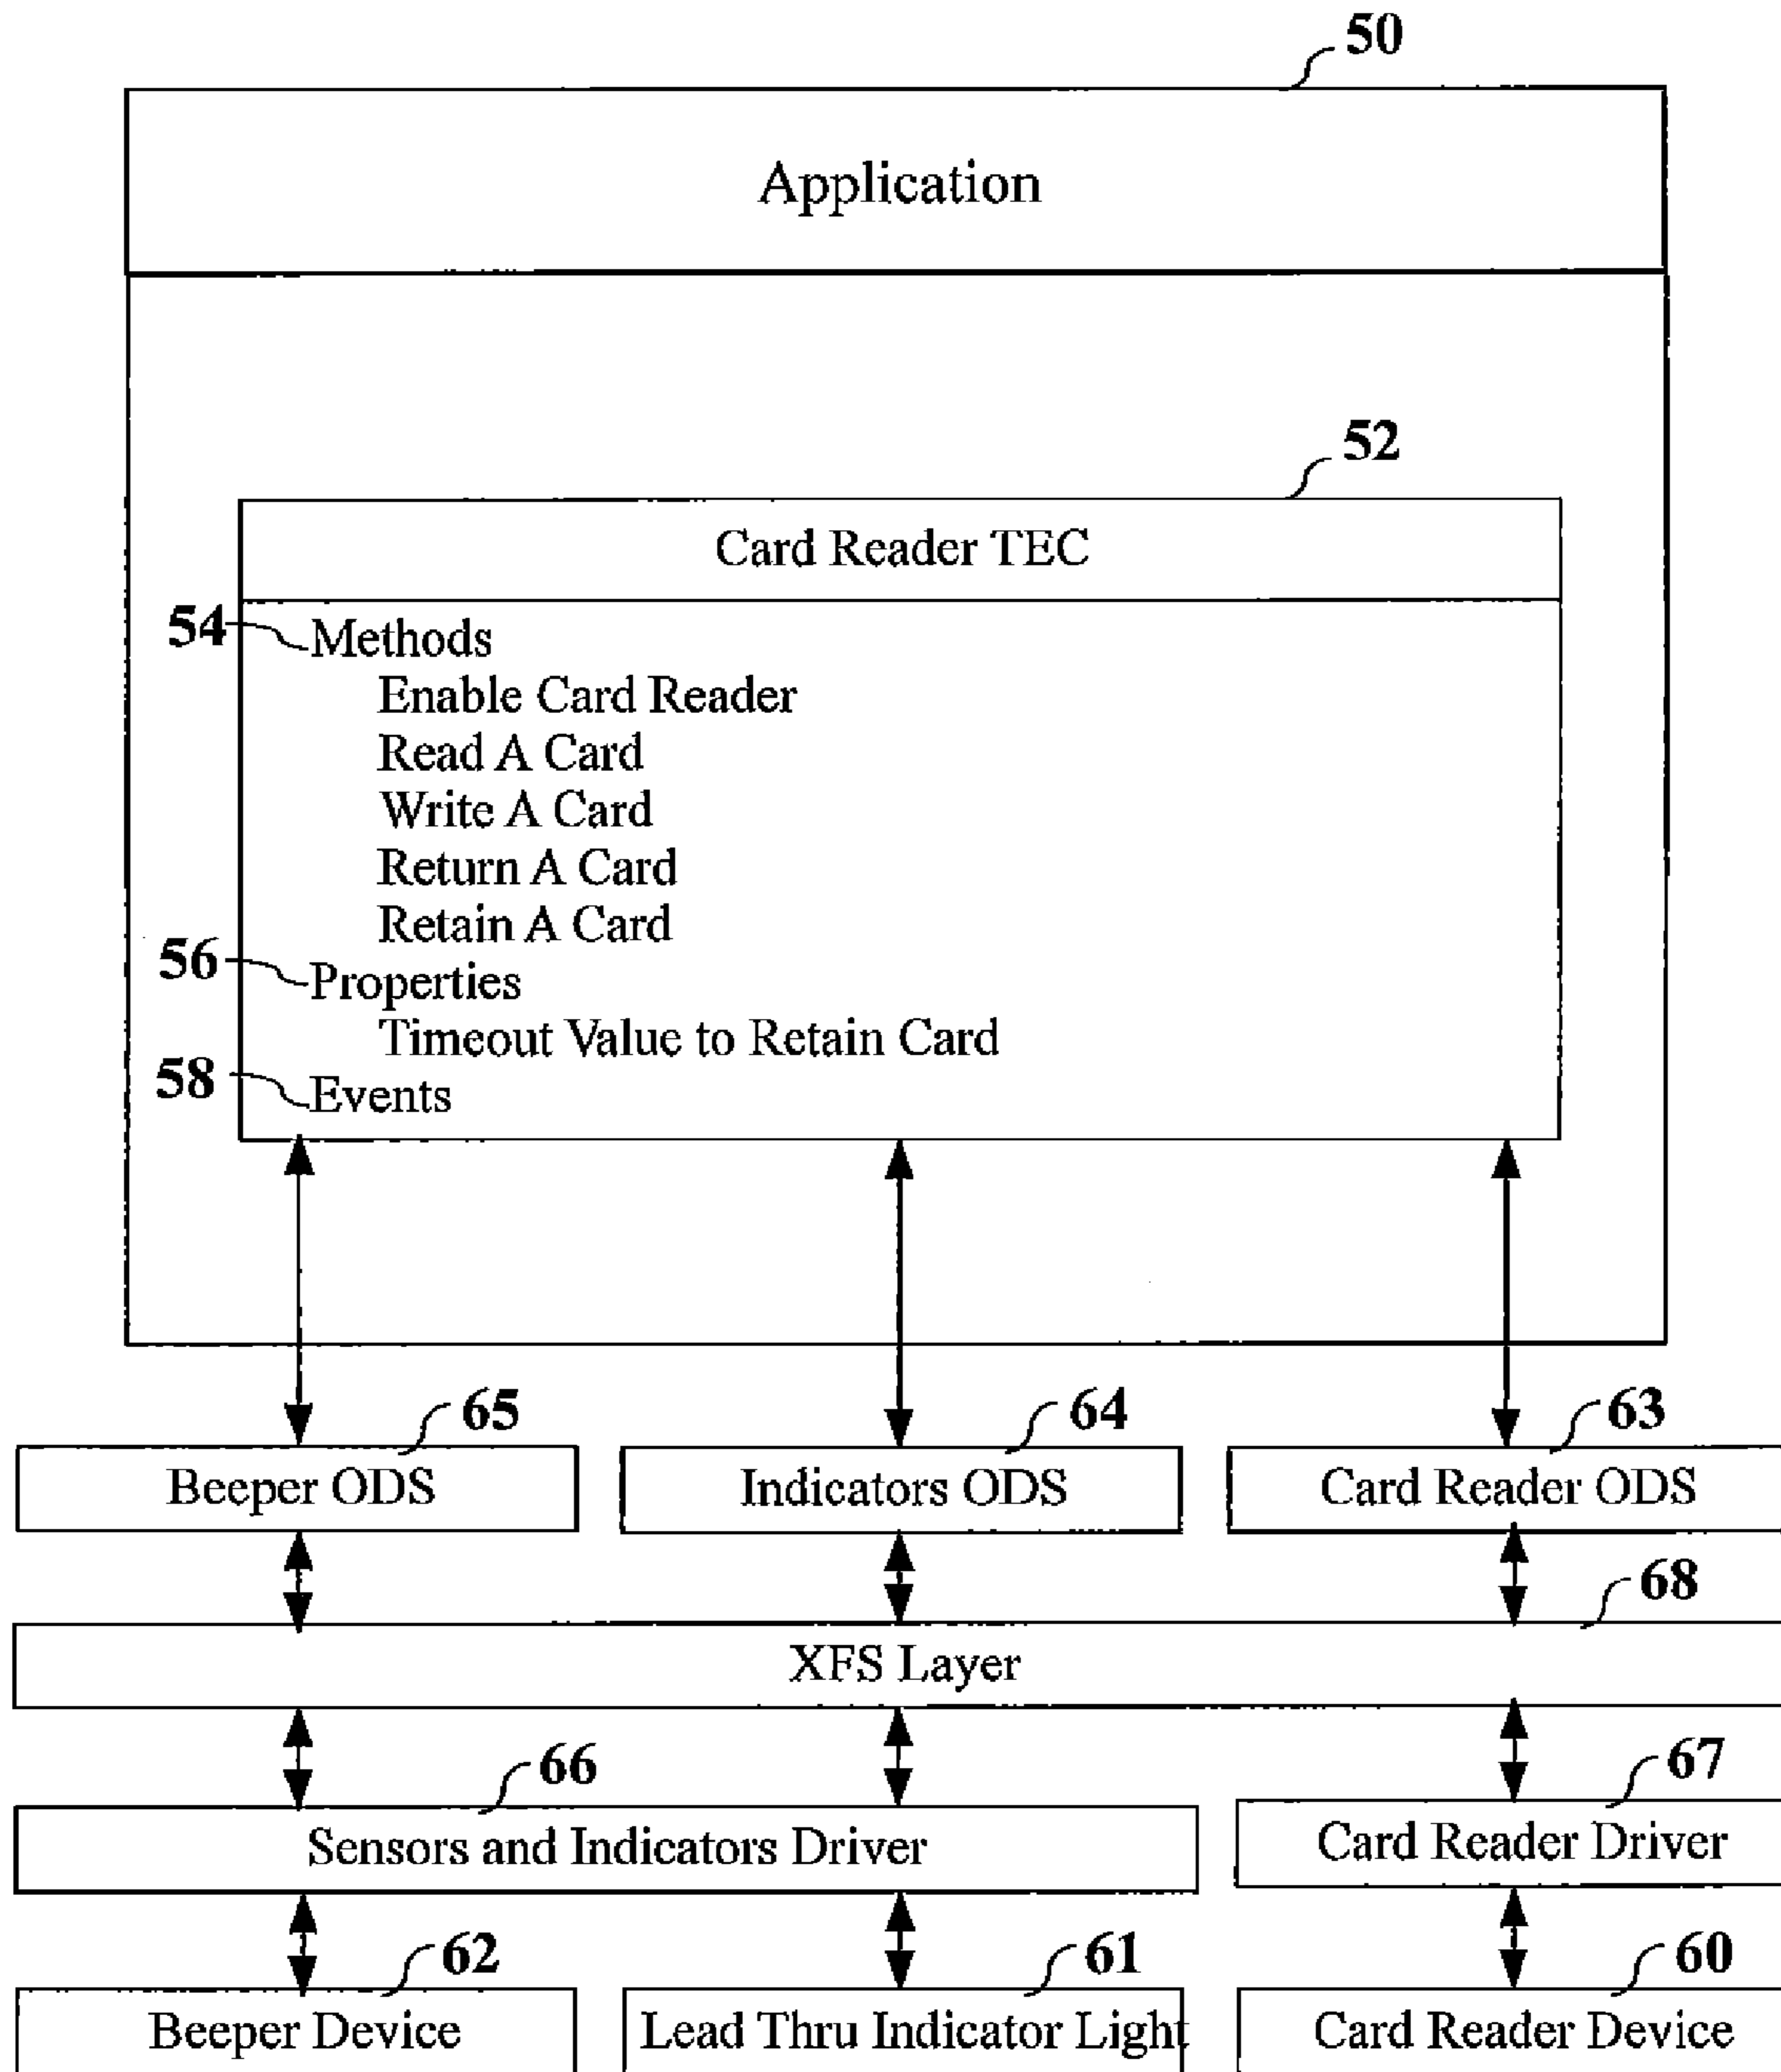 50
Application
52
Card Reader TEC
54
Methods
Enable Card Reader
Read A Card
Write A Card
Return A Card
Retain A Card
56
Properties
Timeout Value to Retain Card
58
Events
65
64
63
Beeper ODS
Indicators ODS
Card Reader ODS
68
XFS Layer
66
67
Sensors and Indicators Driver
Card Reader Driver
62
61
60
Beeper Device
Lead Thru Indicator Light
Card Reader Device